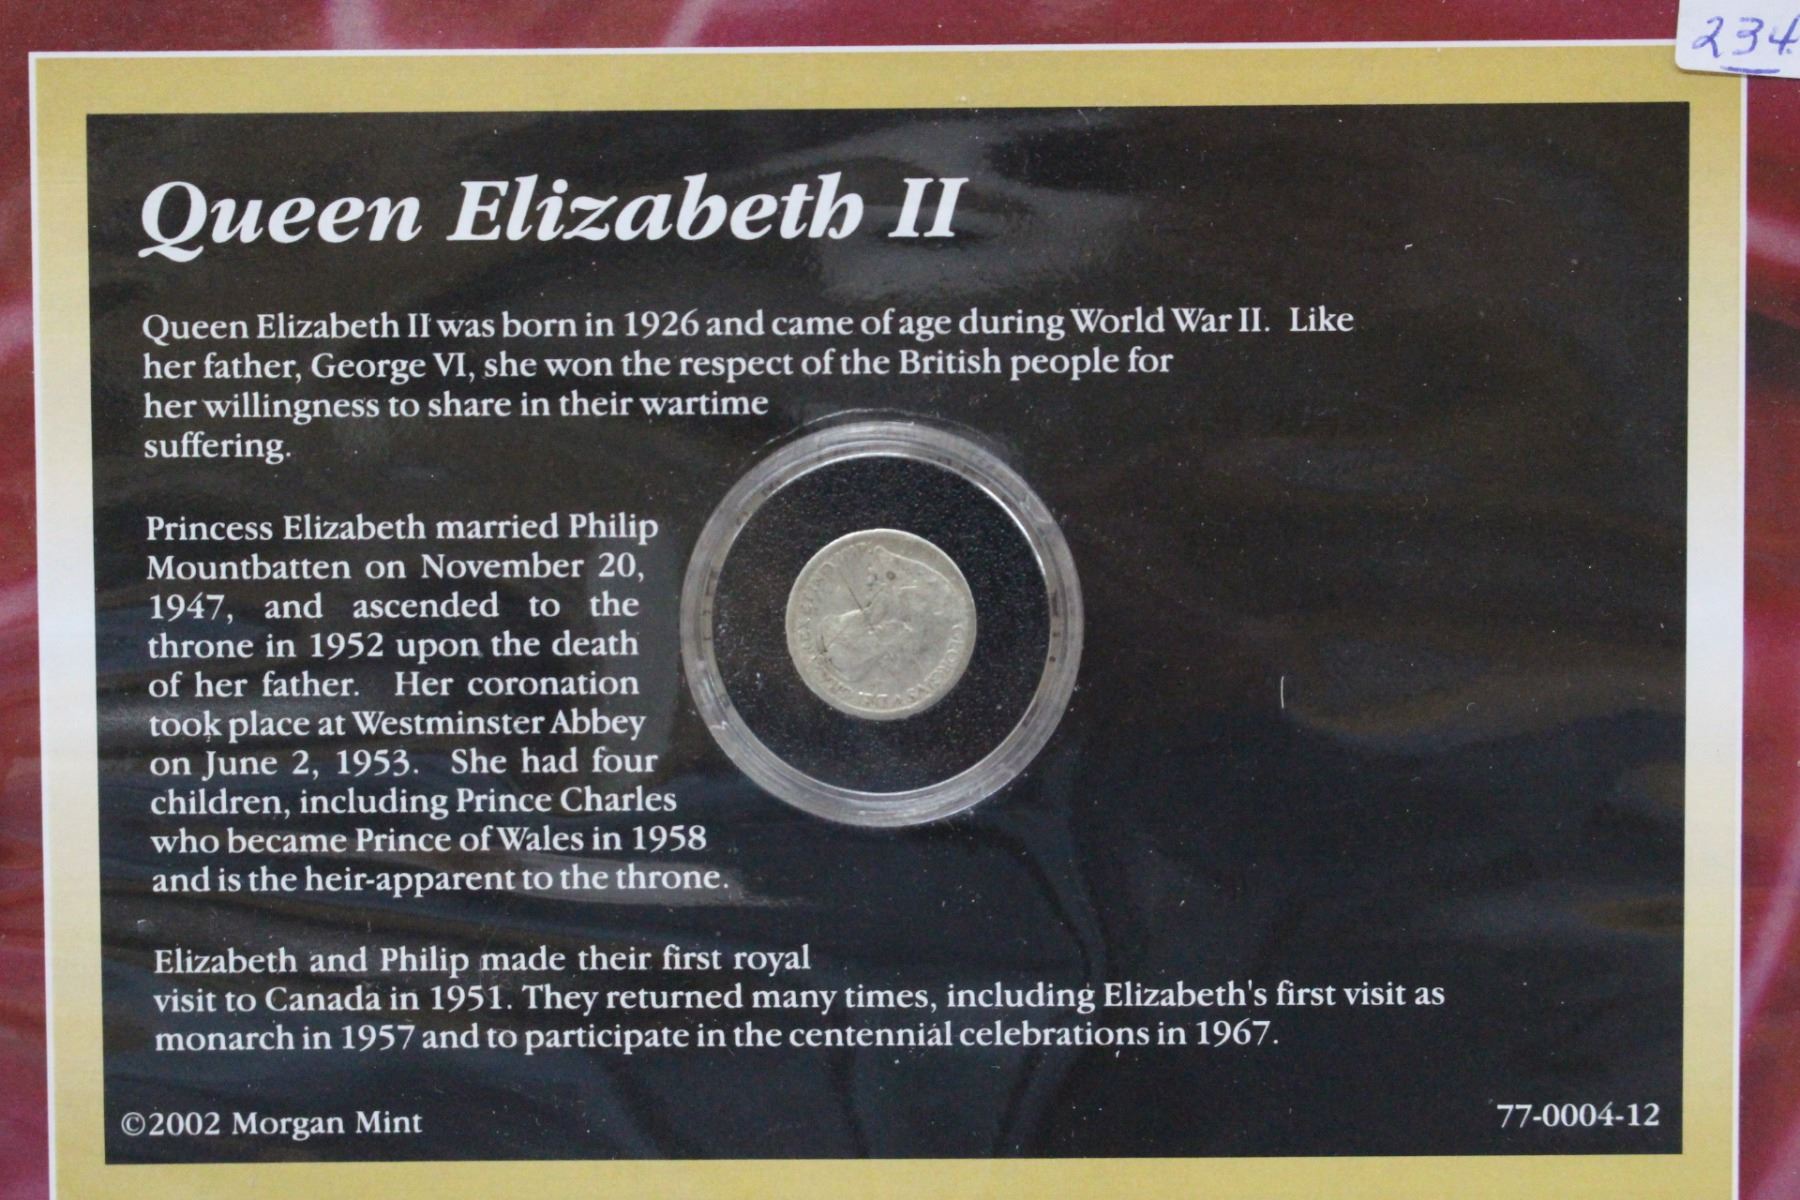 234
Queen Elizabeth II
Queen Elizabeth II was born in 1926 and came of age during World War II. Like
her father, George VI, she won the respect of the British people for
her willingness to share in their wartime
suffering.
Princess Elizabeth married Philip
Mountbatten on November 20,
1947, and ascended to the
throne in 1952 upon the death
of her father. Her coronation
took place at Westminster Abbey
on June 2, 1953. She had four
children, including Prince Charles
who became Prince of Wales in 1958
and is the heir-apparent to the throne.
Elizabeth and Philip made their first royal
visit to Canada in 1951. They returned many times, including Elizabeth's first visit as
monarch in 1957 and to participate in the centennial celebrations in 1967.
©2002 Morgan Mint
77-0004-12